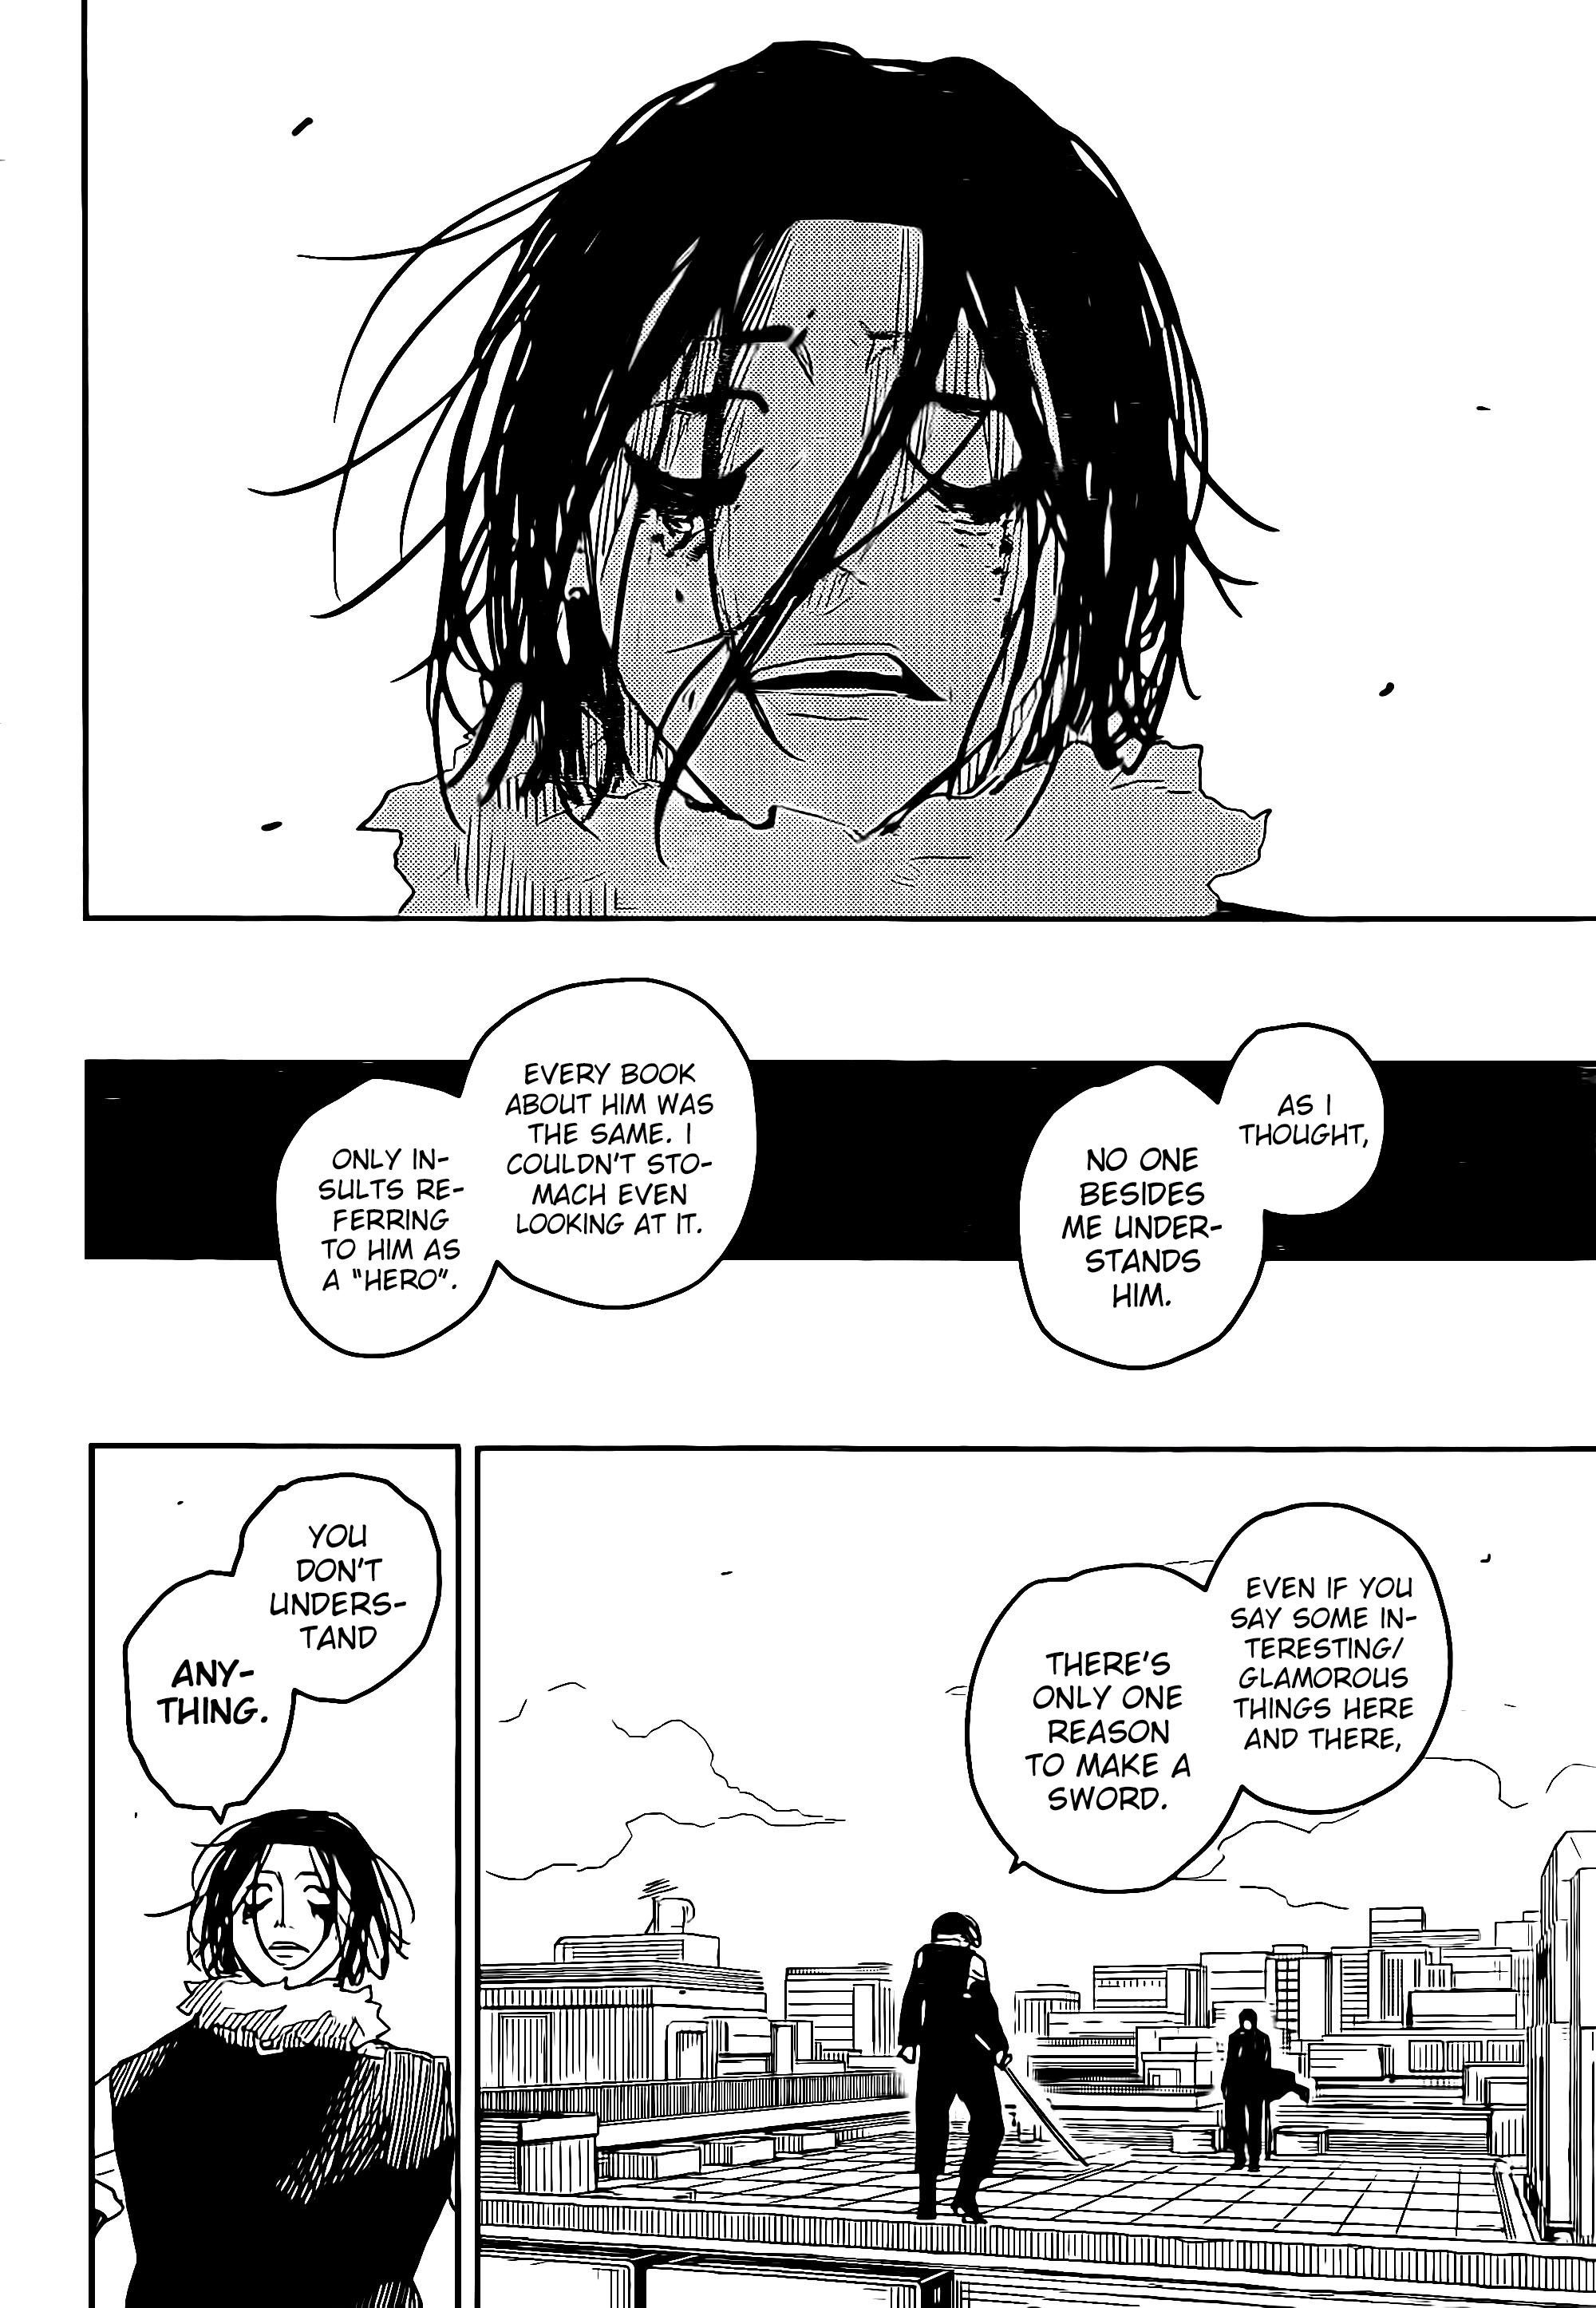 AS I
THOUGHT,
NO ONE
BESIDES
ME UNDER-
STANDS
HIM.
EVERY BOOK
ABOUT HIM WAS
THE SAME. I
COULDN'T STO-
MACH EVEN
LOOKING AT IT.
ONLY IN-
SULTS RE-
FERRING
TO HIM AS
A "HERO".
EVEN IF YOU
SAY SOME IN-
TERESTING/
GLAMOROUS
THINGS HERE
AND THERE,
THERE'S
ONLY ONE
REASON
TO MAKE A
SWORD.
YOU
DON'T
UNDERS-
TAND
ANY-
THING.